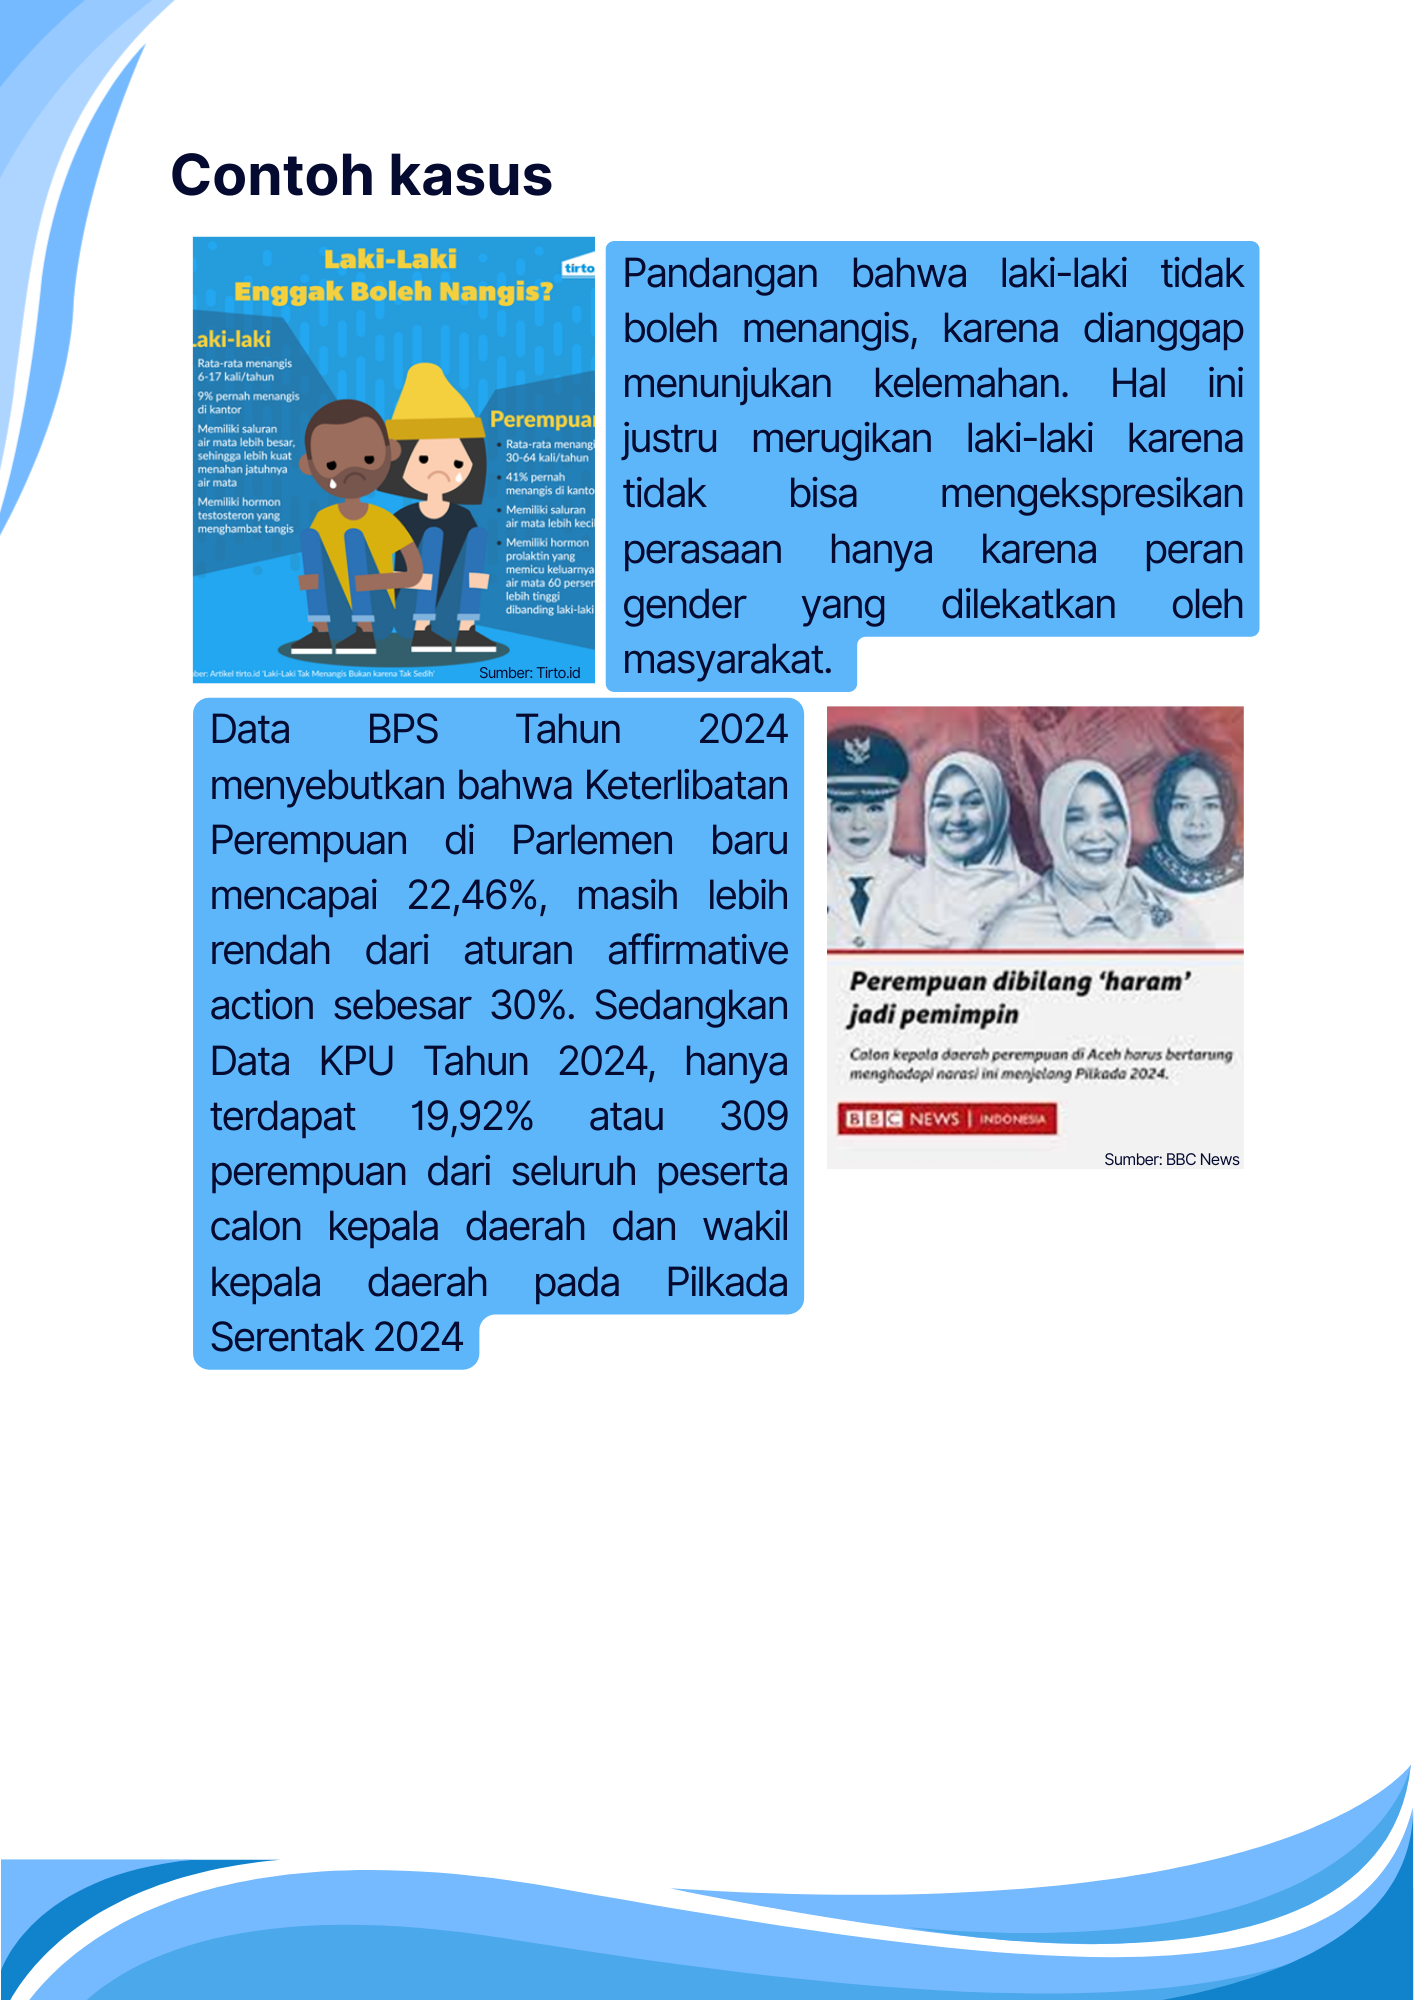 Contoh kasus
Laki-Laki
Enggak Boleh Nangis?
tirto
aki-laki
Rata-rata menangis
6-17 kali/tahun
9% pernah menangis
di kantor
Memiliki saluran
air mata lebih besar,
sehingga lebih kuat
menahan jatuhnya
air mata
Memiliki hormon
testosteron yang
menghambat tangis
Perempua
• Rata-rata menangi
30-64 kali/tahun
• 41% pernah
menangis di kanto
• Memiliki saluran
air mata lebih keci
• Memiliki hormon
prolaktin yang
memicu keluarnya
air mata 60 perser
lebih tinggi
dibanding laki-laki
ber: Artikel tirto.id 'Laki-Laki Tak Menangis Bukan karena Tak Sedih'
Sumber: Tirto.id
Pandangan bahwa laki-laki tidak
boleh menangis, karena dianggap
menunjukan kelemahan. Hal ini
justru merugikan laki-laki karena
tidak bisa mengekspresikan
perasaan hanya karena peran
gender yang dilekatkan oleh
masyarakat.
Data BPS Tahun 2024
menyebutkan bahwa Keterlibatan
Perempuan di Parlemen baru
mencapai 22,46%, masih lebih
rendah dari aturan affirmative
action sebesar 30%. Sedangkan
Data KPU Tahun 2024, hanya
terdapat 19,92% atau 309
perempuan dari seluruh peserta
calon kepala daerah dan wakil
kepala daerah pada Pilkada
Serentak 2024
Perempuan dibilang ‘haram’
jadi pemimpin
Calon kepala daerah perempuan di Aceh harus bertarung
menghadapi narasi ini menjelang Pilkada 2024.
BBC NEWS | INDONESIA
Sumber: BBC News